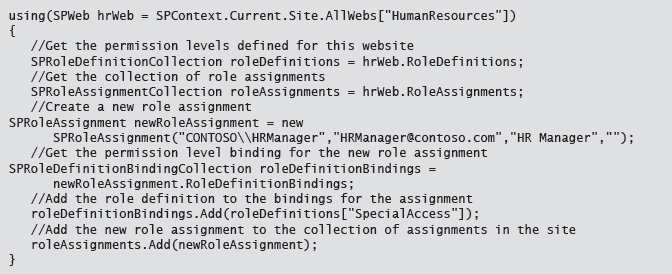 using(SPWeb hrWeb = SPContext.Current.Site.AllWebs["HumanResources"])
{
   //Get the permission levels defined for this website
   SPRoleDefinitionCollection roleDefinitions = hrWeb.RoleDefinitions;
   //Get the collection of role assignments
   SPRoleAssignmentCollection roleAssignments = hrWeb.RoleAssignments;
   //Create a new role assignment
SPRoleAssignment newRoleAssignment = new
      SPRoleAssignment("CONTOSO\\HRManager","HRManager@contoso.com","HR Manager","");
   //Get the permission level binding for the new role assignment
SPRoleDefinitionBindingCollection roleDefinitionBindings =
      newRoleAssignment.RoleDefinitionBindings;
   //Add the role definition to the bindings for the assignment
   roleDefinitionBindings.Add(roleDefinitions["SpecialAccess"]);
   //Add the new role assignment to the collection of assignments in the site
   roleAssignments.Add(newRoleAssignment);
}